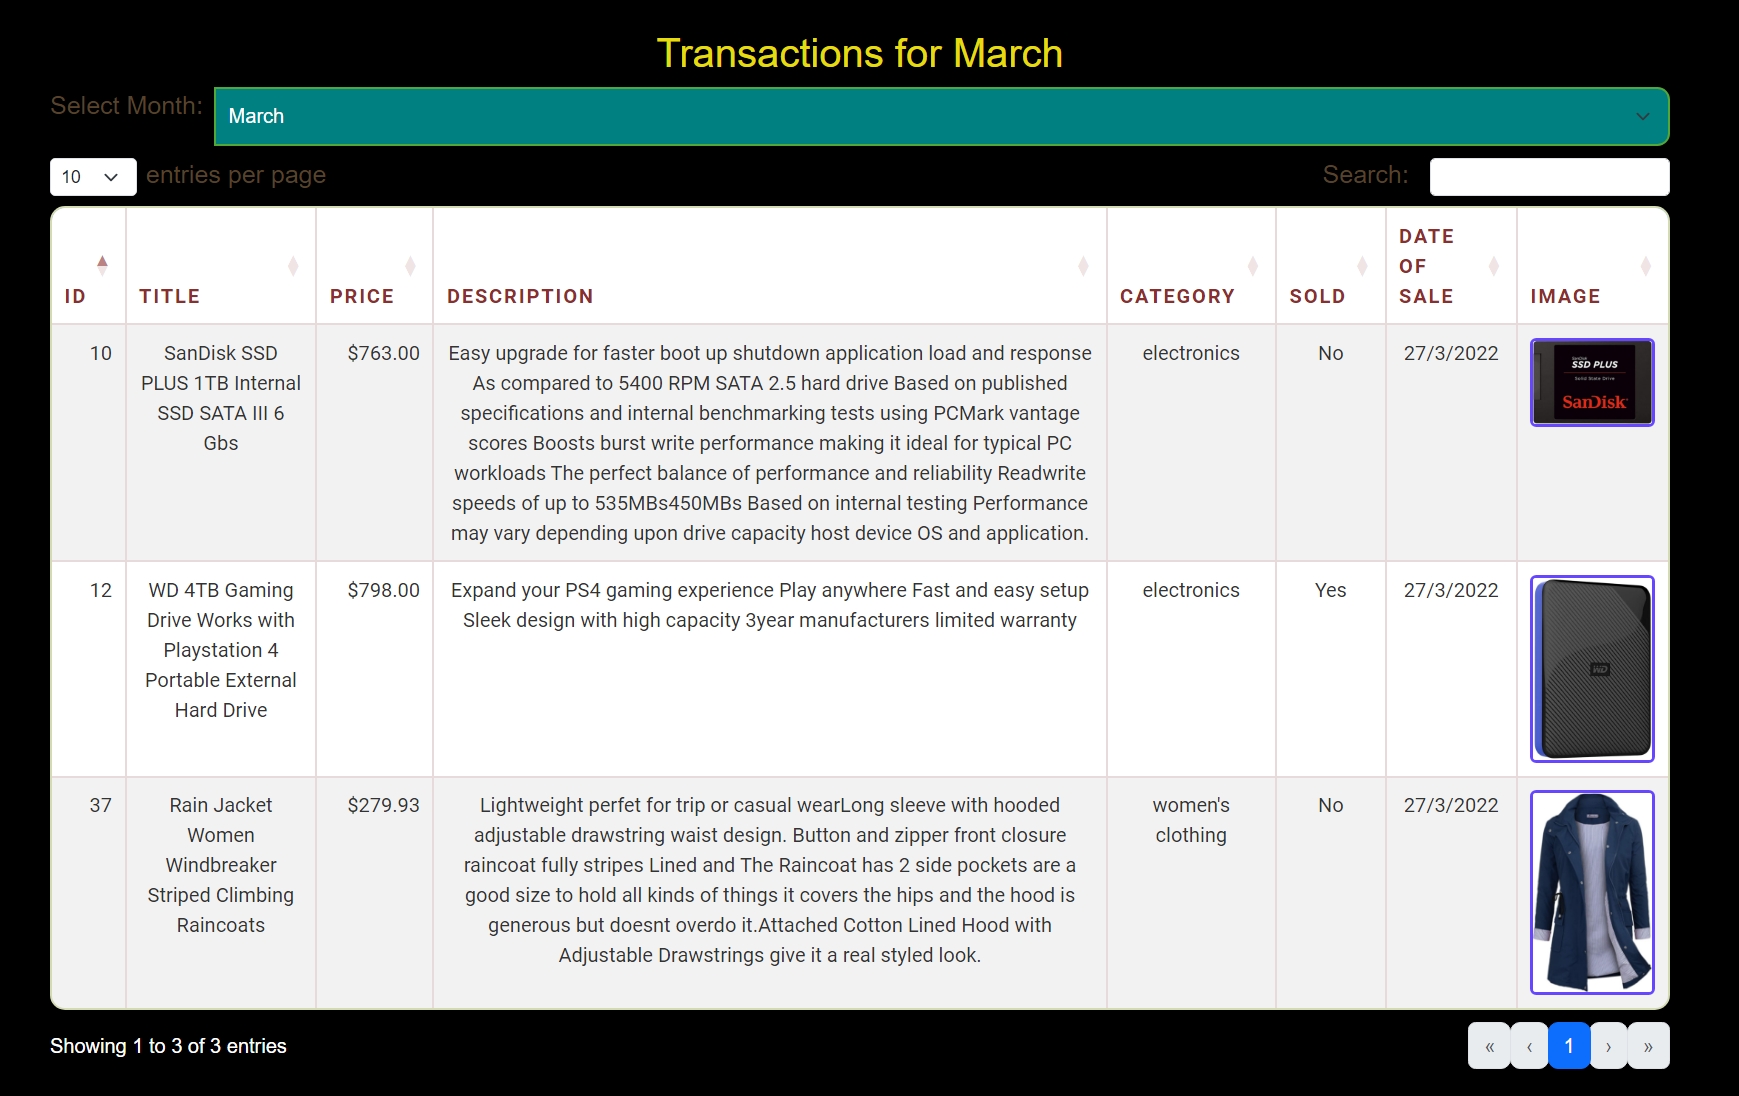 Transactions for March
Select Month:
March
10
entries per page
Search:
ID
TITLE
PRICE
DESCRIPTION
CATEGORY
SOLD
DATE
OF
SALE
IMAGE
10
SanDisk SSD
PLUS 1TB Internal
SSD SATA III 6
Gbs
$763.00
Easy upgrade for faster boot up shutdown application load and response
As compared to 5400 RPM SATA 2.5 hard drive Based on published
specifications and internal benchmarking tests using PCMark vantage
scores Boosts burst write performance making it ideal for typical PC
workloads The perfect balance of performance and reliability Readwrite
speeds of up to 535MBs450MBs Based on internal testing Performance
may vary depending upon drive capacity host device OS and application.
electronics
No
27/3/2022
SanDisk
SSD PLUS
Solid State Drive
SanDisk
12
WD 4TB Gaming
Drive Works with
Playstation 4
Portable External
Hard Drive
$798.00
Expand your PS4 gaming experience Play anywhere Fast and easy setup
Sleek design with high capacity 3year manufacturers limited warranty
electronics
Yes
27/3/2022
WD
37
Rain Jacket
Women
Windbreaker
Striped Climbing
Raincoats
$279.93
Lightweight perfet for trip or casual wearLong sleeve with hooded
adjustable drawstring waist design. Button and zipper front closure
raincoat fully stripes Lined and The Raincoat has 2 side pockets are a
good size to hold all kinds of things it covers the hips and the hood is
generous but doesnt overdo it.Attached Cotton Lined Hood with
Adjustable Drawstrings give it a real styled look.
women's
clothing
No
27/3/2022
Showing 1 to 3 of 3 entries
« ‹ 1 › »